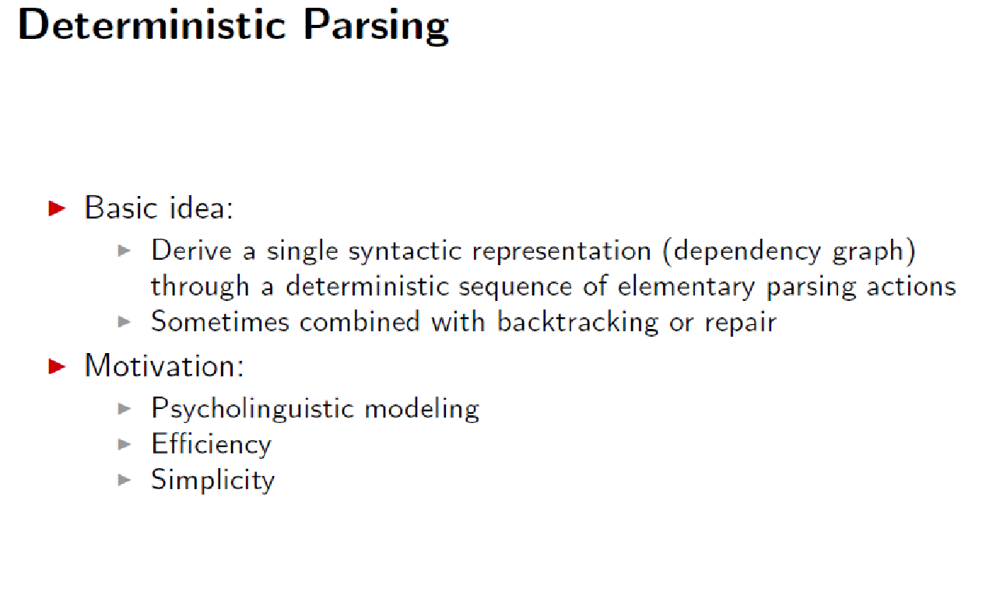 Deterministic Parsing
► Basic idea:
► Derive a single syntactic representation (dependency graph)
through a deterministic sequence of elementary parsing actions
► Sometimes combined with backtracking or repair
► Motivation:
► Psycholinguistic modeling
► Efficiency
► Simplicity